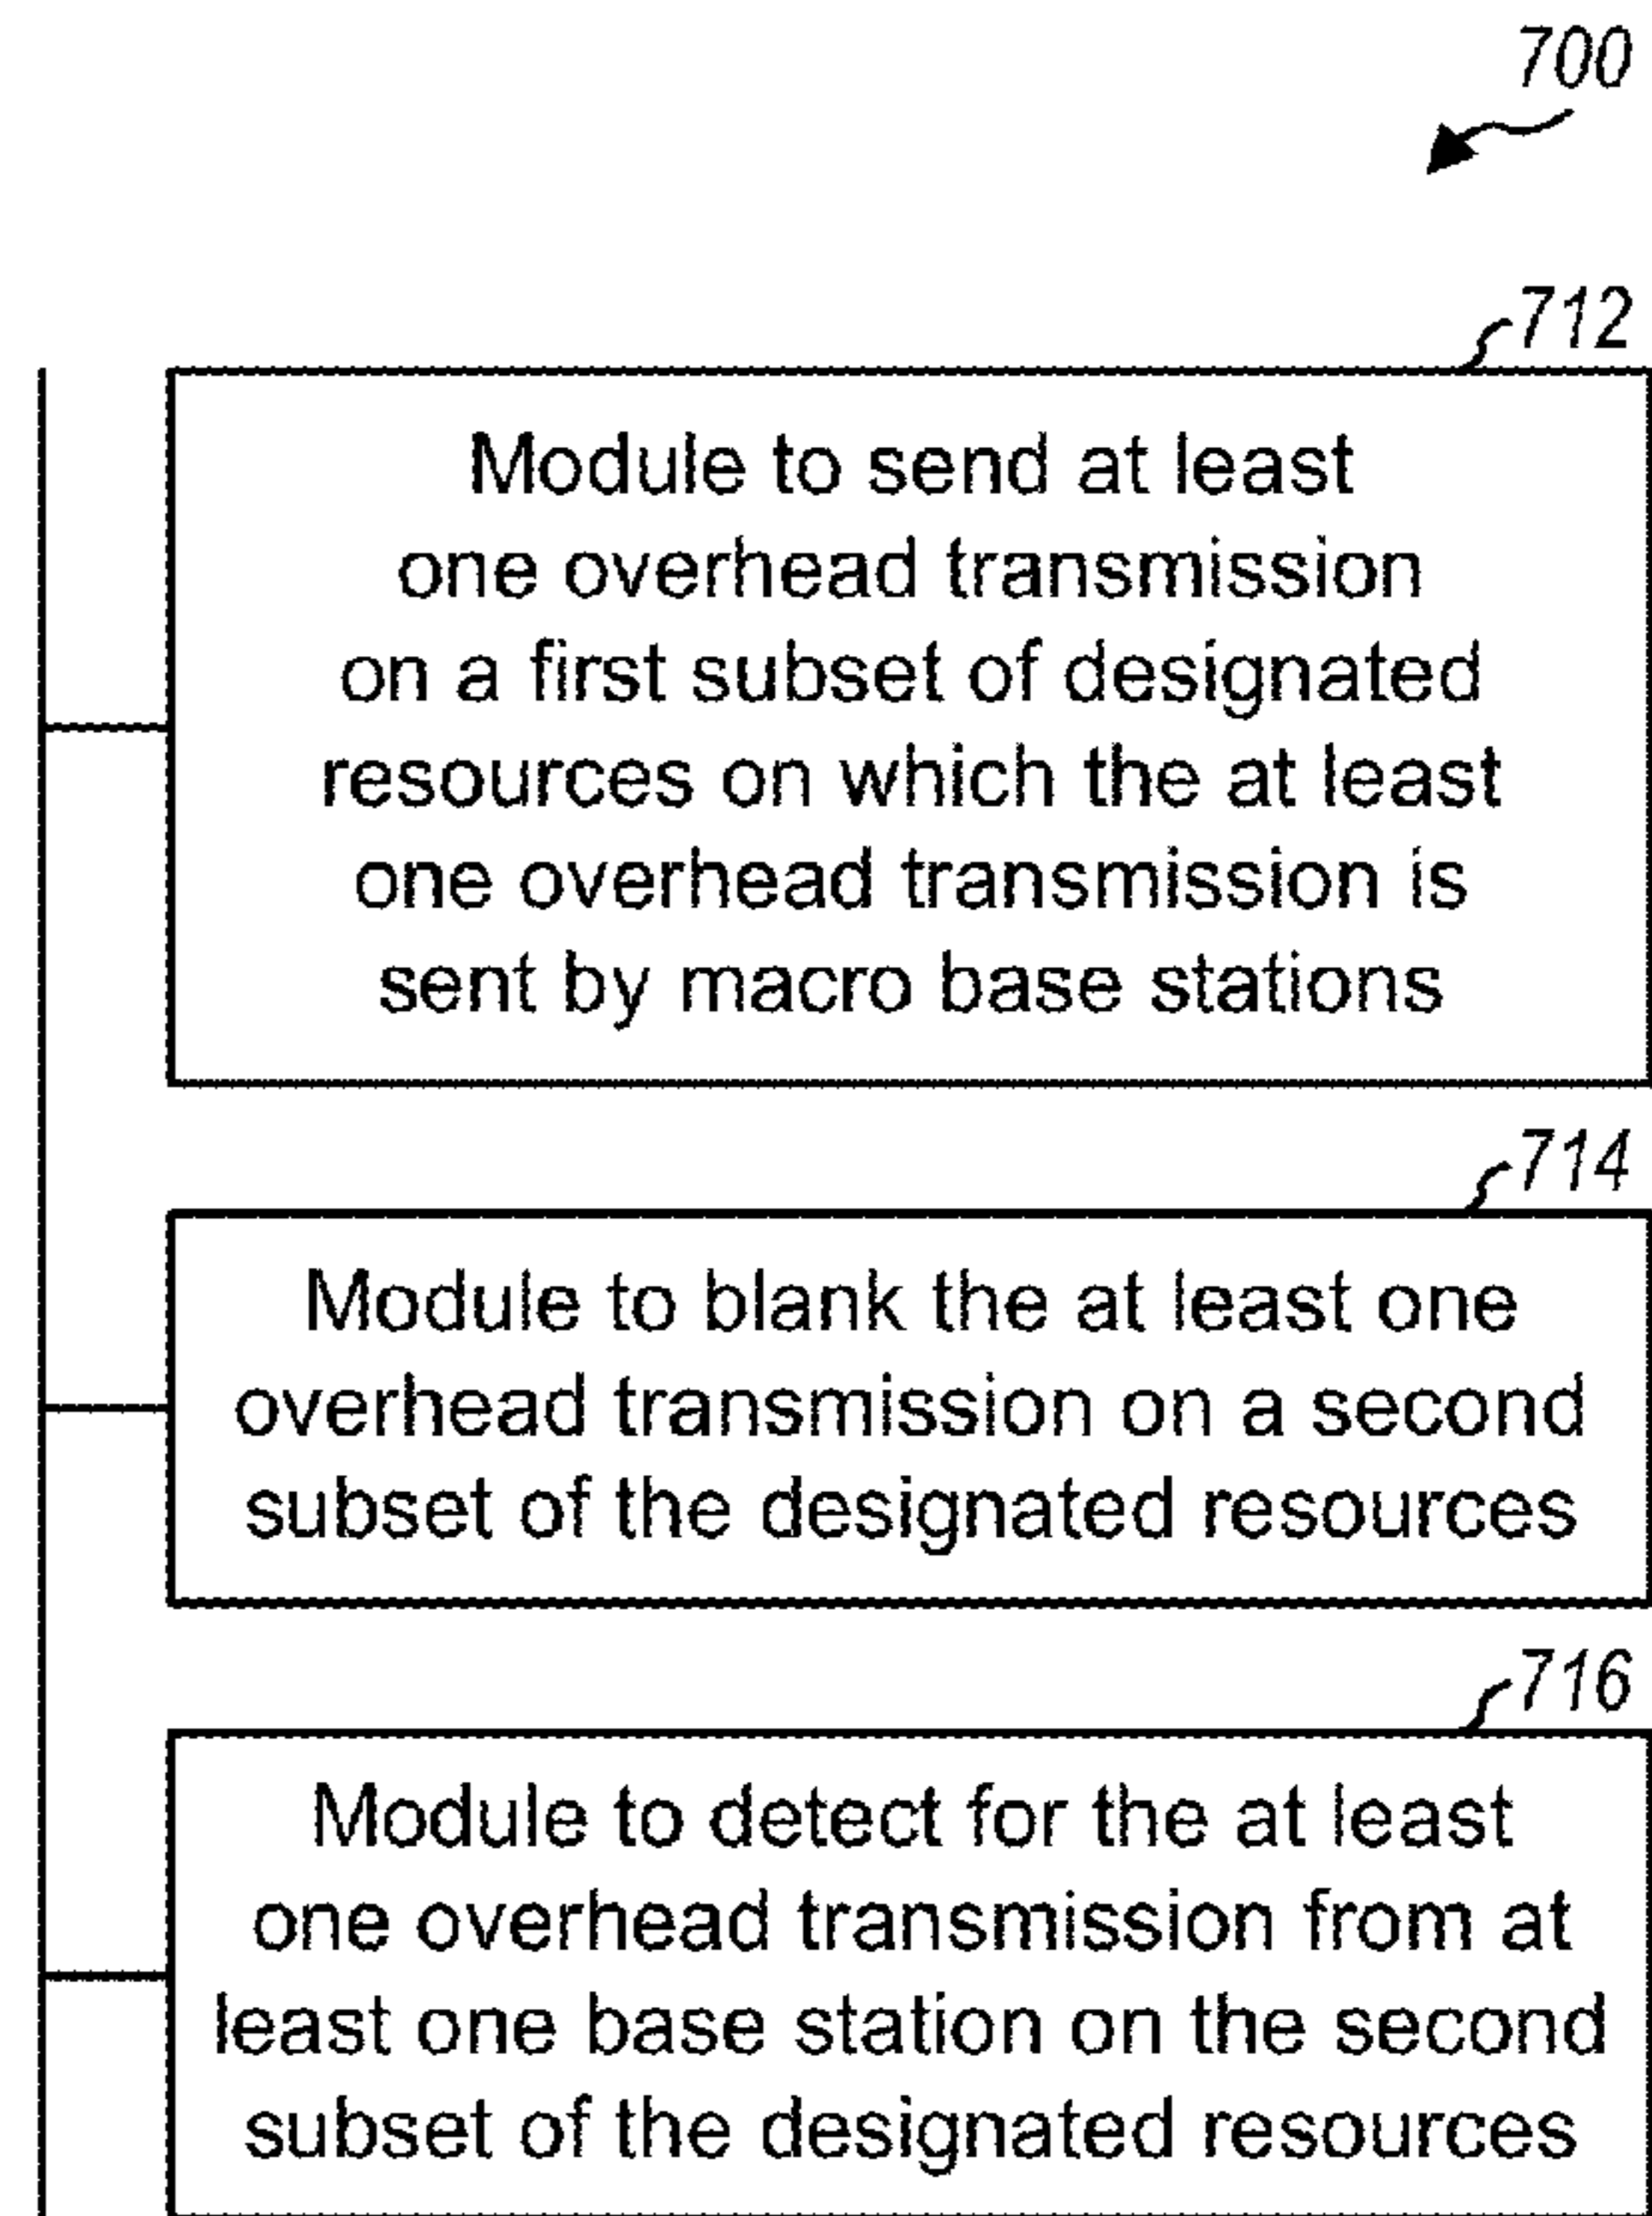 700
712
Module to send at least
one overhead transmission
on a first subset of designated
resources on which the at least
one overhead transmission is
sent by macro base stations
714
Module to blank the at least one
overhead transmission on a second
subset of the designated resources
716
Module to detect for the at least
one overhead transmission from at
least one base station on the second
subset of the designated resources